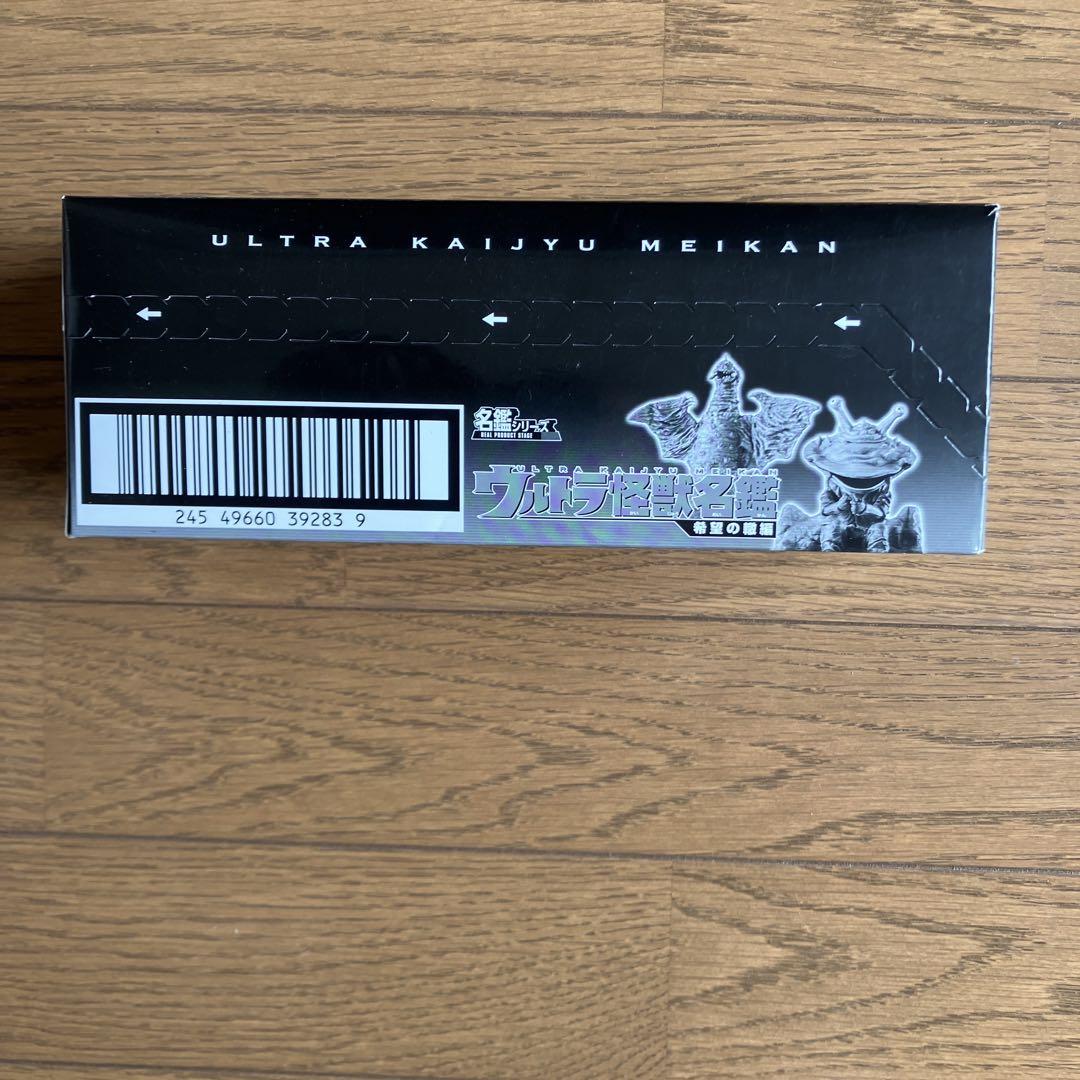 ULTRA KAIJYU MEIKAN
名鑑シリーズ
REAL PRODUCT STAGE
ULTRA KAIJYU MEIKAN
ウルトラ怪獣名鑑
希望の轍編
245 49660 39283 9